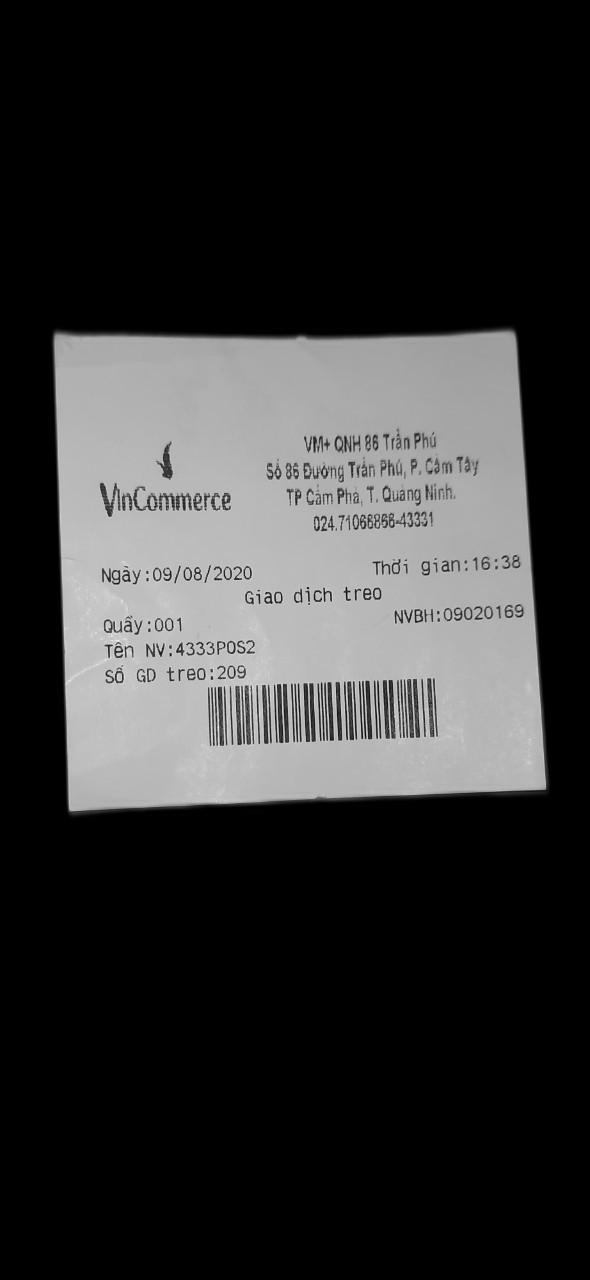 VinCommerce
VM+ QNH 86 Trần Phú
Số 86 Đường Trần Phú, P. Cẩm Tây
TP Cẩm Phả, T. Quảng Ninh.
024.71066866-43331
Ngày:09/08/2020 Thời gian:16:38
Giao dịch treo
Quầy:001 NVBH:09020169
Tên NV:4333POS2
Số GD treo:209